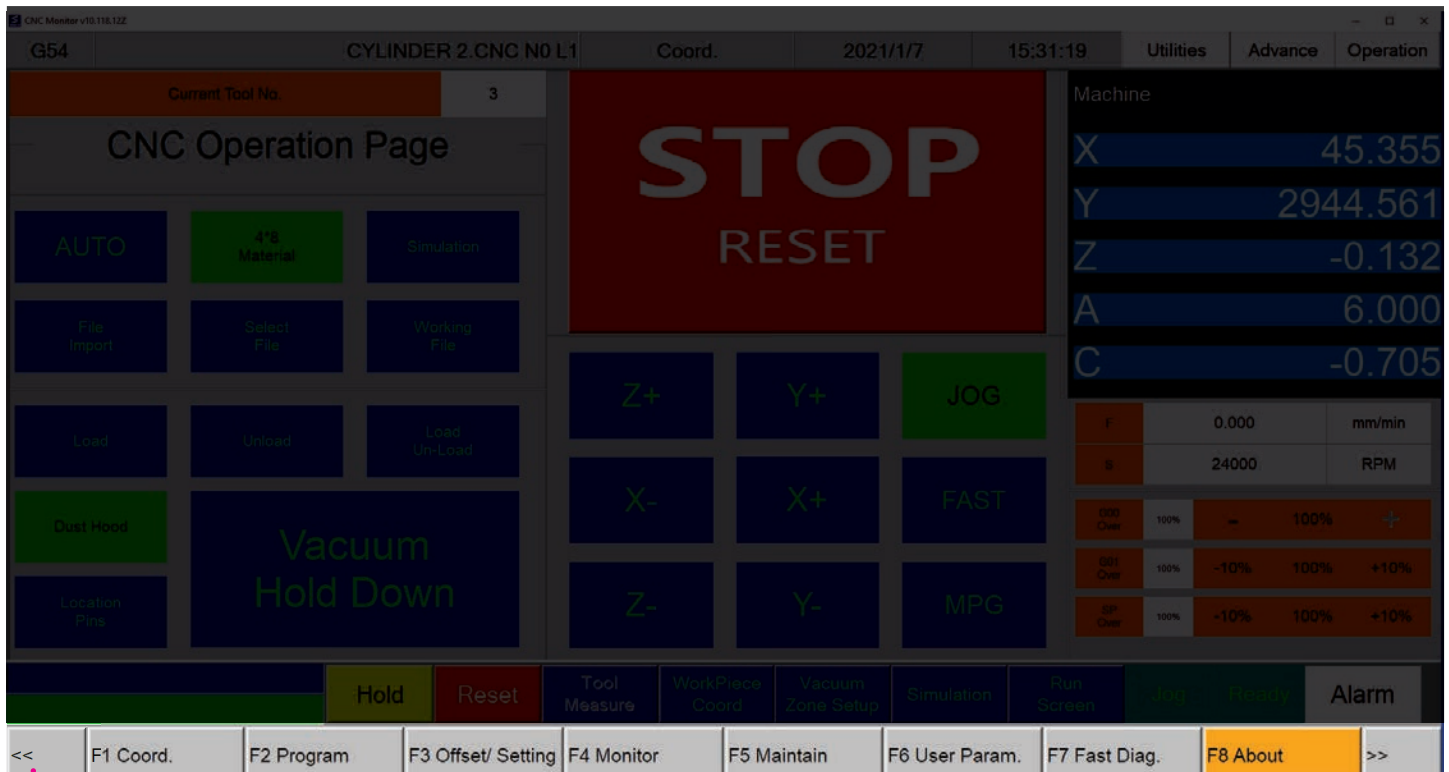 CNC Monitor v10.118.12Z
G54 CYLINDER 2.CNC N0 L1 Coord. 2021/1/7 15:31:19 Utilities Advance Operation
Current Tool No. 3
CNC Operation Page
AUTO
4*8
Material
Simulation
File
Import
Select
File
Working
File
Load
Unload
Load
Un-Load
Dust Hood
Vacuum
Hold Down
Location
Pins
STOP
RESET
Z+ Y+ JOG
X- X+ FAST
Z- Y- MPG
Machine
X 45.355
Y 2944.561
Z -0.132
A 6.000
C -0.705
F 0.000 mm/min
S 24000 RPM
G00
Over
100% - 100% +
G01
Over
100% -10% 100% +10%
SP
Over
100% -10% 100% +10%
Hold
Reset
Tool
Measure
WorkPiece
Coord
Vacuum
Zone Setup
Simulation
Run
Screen
Jog
Ready
Alarm
<< F1 Coord. F2 Program F3 Offset/ Setting F4 Monitor F5 Maintain F6 User Param. F7 Fast Diag. F8 About >>